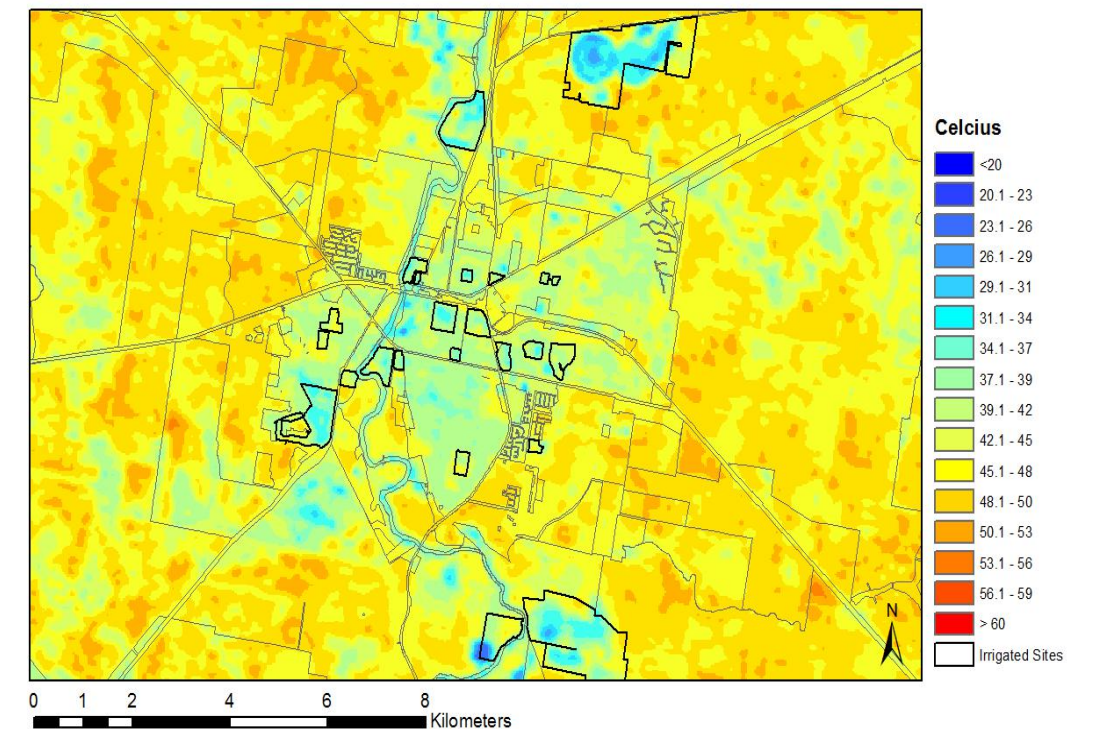 Celcius
<20
20.1 - 23
23.1 - 26
26.1 - 29
29.1 - 31
31.1 - 34
34.1 - 37
37.1 - 39
39.1 - 42
42.1 - 45
45.1 - 48
48.1 - 50
50.1 - 53
53.1 - 56
56.1 - 59
> 60
N
Irrigated Sites
0 1 2 4 6 8
Kilometers